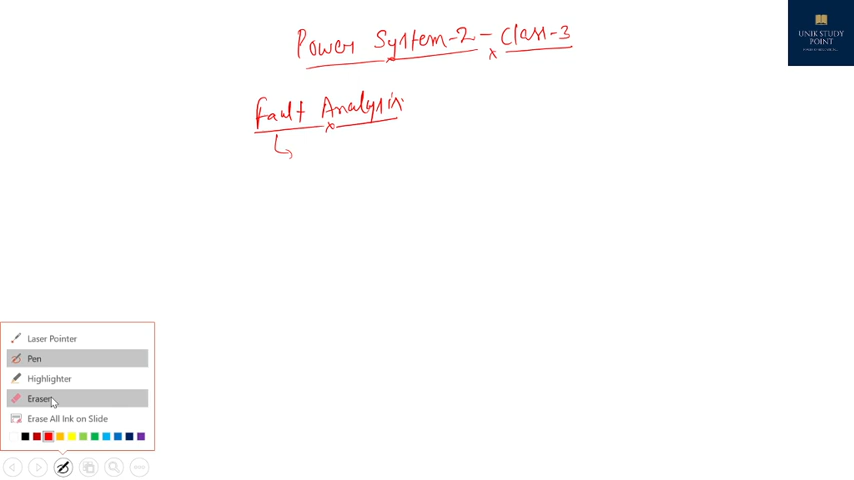 Power System-2 - Class-3
UNIK STUDY
POINT
Fault Analysis
Laser Pointer
Pen
Highlighter
Eraser
Erase All Ink on Slide